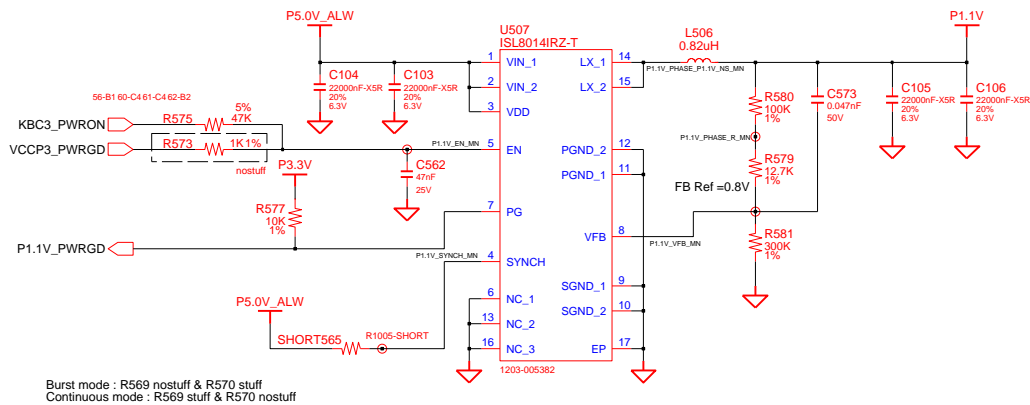 P5.0V_ALW
U507
ISL8014IRZ-T
L506
0.82uH
P1.1V
1
VIN_1
2
VIN_2
3
VDD
LX_1
14
LX_2
15
P1.1V_PHASE_P1.1V_NS_MN
C104
22000nF-X5R
20%
6.3V
C103
22000nF-X5R
20%
6.3V
R580
100K
1%
C573
0.047nF
50V
C105
22000nF-X5R
20%
6.3V
C106
22000nF-X5R
20%
6.3V
56-B1 60-C4 61-C4 62-B2
KBC3_PWRON
R575
5%
47K
VCCP3_PWRGD
R573
1K 1%
nostuff
P1.1V_EN_MN
5
EN
C562
47nF
25V
P1.1V_PHASE_R_MN
PGND_2
12
PGND_1
11
R579
12.7K
1%
FB Ref =0.8V
P3.3V
R577
10K
1%
7
PG
P1.1V_PWRGD
VFB
8
P1.1V_VFB_MN
R581
300K
1%
P1.1V_SYNCH_MN
4
SYNCH
6
NC_1
13
NC_2
16
NC_3
SGND_1
9
SGND_2
10
EP
17
P5.0V_ALW
SHORT565
R1005-SHORT
1203-005382
Burst mode : R569 nostuff & R570 stuff
Continuous mode : R569 stuff & R570 nostuff